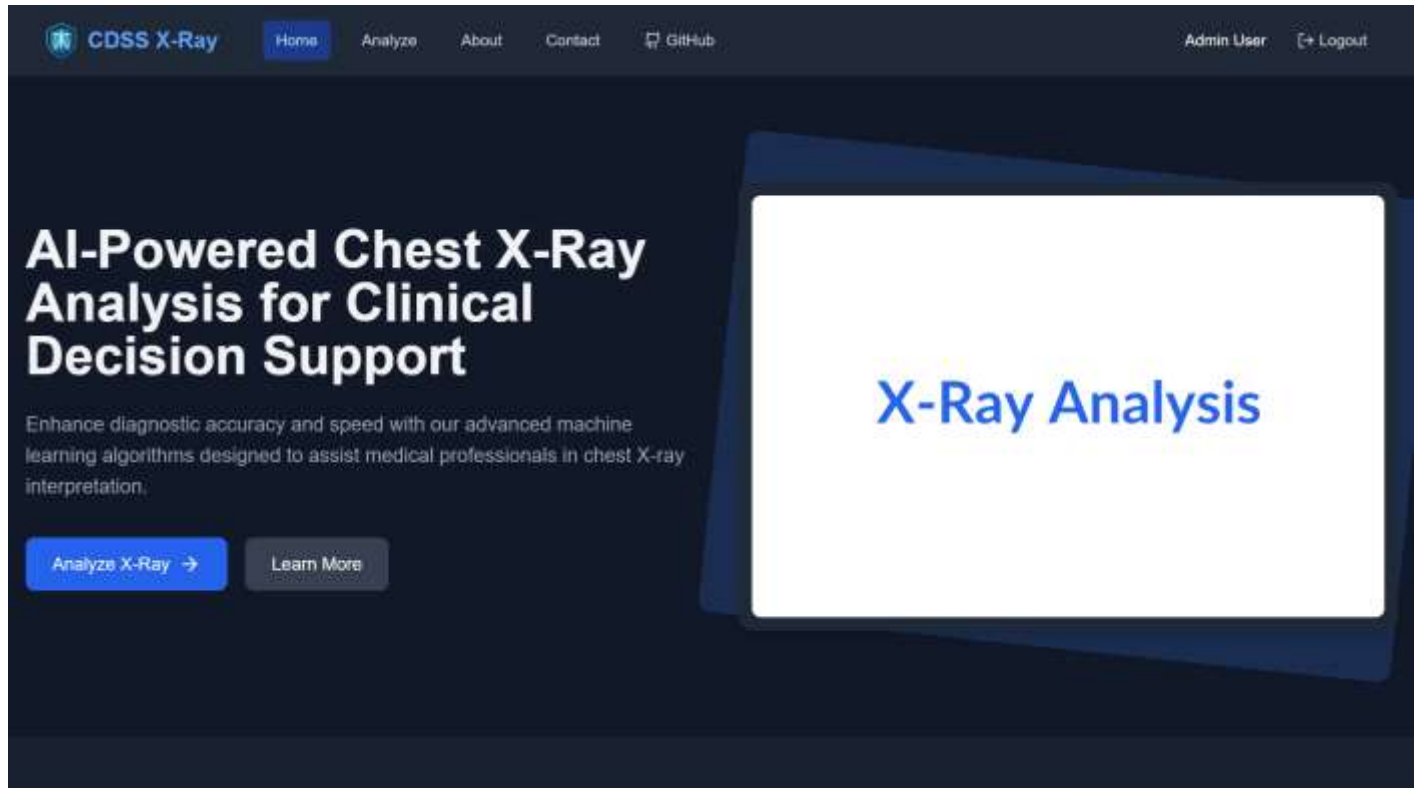 CDSS X-Ray
Home
Analyze
About
Contact
GitHub
Admin User
Logout
AI-Powered Chest X-Ray
Analysis for Clinical
Decision Support
Enhance diagnostic accuracy and speed with our advanced machine
learning algorithms designed to assist medical professionals in chest X-ray
interpretation.
Analyze X-Ray →
Learn More
X-Ray Analysis